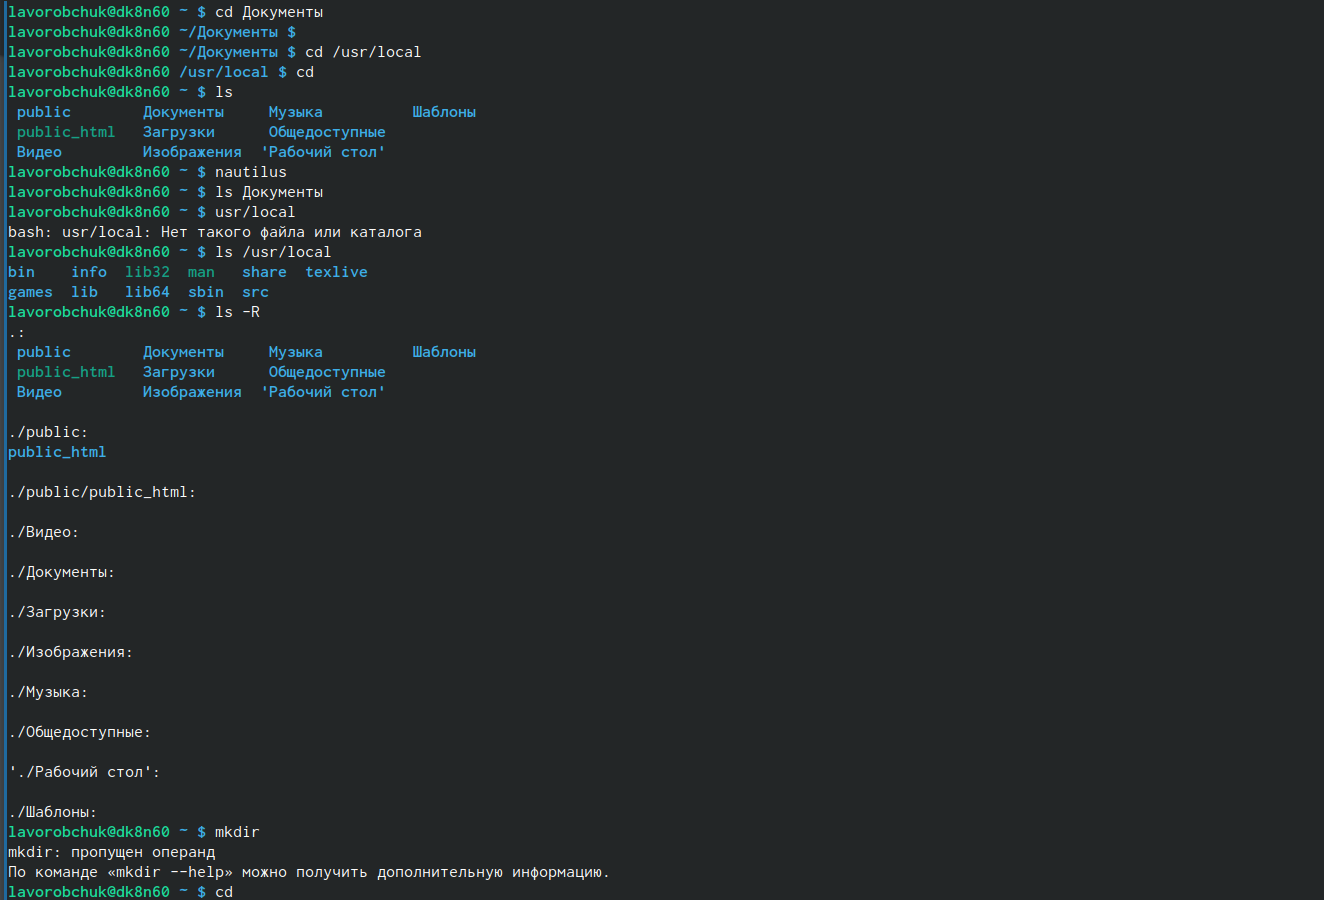 lavorobchuk@dk8n60 ~ $ cd Документы
lavorobchuk@dk8n60 ~/Документы $
lavorobchuk@dk8n60 ~/Документы $ cd /usr/local
lavorobchuk@dk8n60 /usr/local $ cd
lavorobchuk@dk8n60 ~ $ ls
public Документы Музыка Шаблоны
public_html Загрузки Общедоступные
Видео Изображения 'Рабочий стол'
lavorobchuk@dk8n60 ~ $ nautilus
lavorobchuk@dk8n60 ~ $ ls Документы
lavorobchuk@dk8n60 ~ $ usr/local
bash: usr/local: Нет такого файла или каталога
lavorobchuk@dk8n60 ~ $ ls /usr/local
bin info lib32 man share texlive
games lib lib64 sbin src
lavorobchuk@dk8n60 ~ $ ls -R
.:
public Документы Музыка Шаблоны
public_html Загрузки Общедоступные
Видео Изображения 'Рабочий стол'
./public:
public_html
./public/public_html:
./Видео:
./Документы:
./Загрузки:
./Изображения:
./Музыка:
./Общедоступные:
'./Рабочий стол':
./Шаблоны:
lavorobchuk@dk8n60 ~ $ mkdir
mkdir: пропущен операнд
По команде «mkdir --help» можно получить дополнительную информацию.
lavorobchuk@dk8n60 ~ $ cd